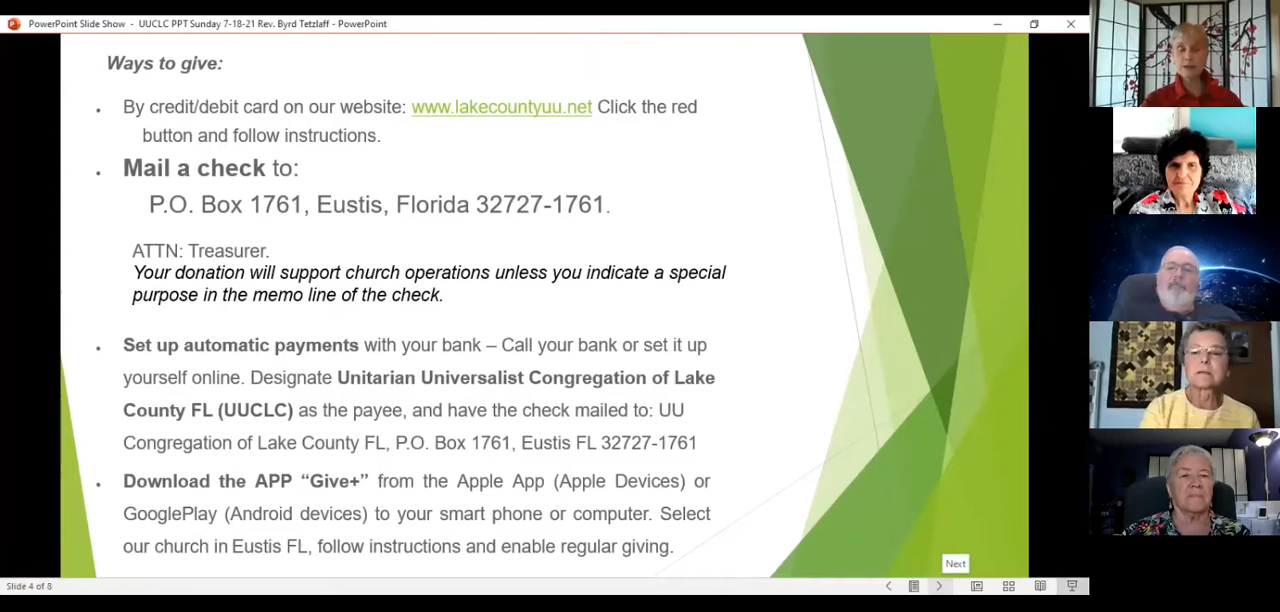 PowerPoint Slide Show - UUCLC PPT Sunday 7-18-21 Rev. Byrd Tetzlaff - PowerPoint
Ways to give:
• By credit/debit card on our website: www.lakecountyuu.net Click the red
button and follow instructions.
• Mail a check to:
P.O. Box 1761, Eustis, Florida 32727-1761.
ATTN: Treasurer.
Your donation will support church operations unless you indicate a special
purpose in the memo line of the check.
• Set up automatic payments with your bank – Call your bank or set it up
yourself online. Designate Unitarian Universalist Congregation of Lake
County FL (UUCLC) as the payee, and have the check mailed to: UU
Congregation of Lake County FL, P.O. Box 1761, Eustis FL 32727-1761
• Download the APP “Give+” from the Apple App (Apple Devices) or
GooglePlay (Android devices) to your smart phone or computer. Select
our church in Eustis FL, follow instructions and enable regular giving.
Next
Slide 4 of 8